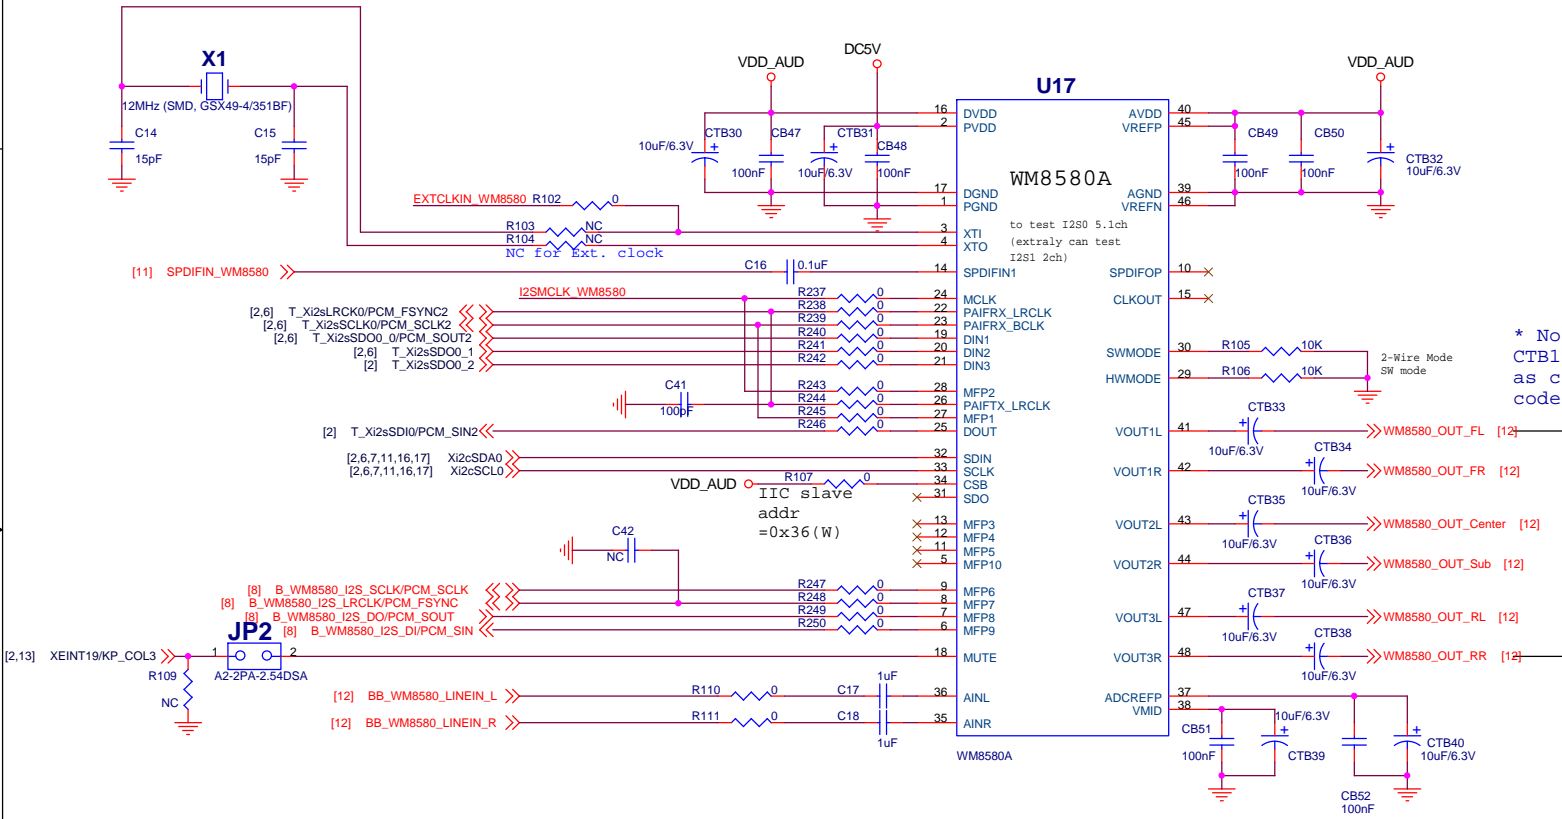 X1
12MHz (SMD, GSX49-4/351BF)
C14
15pF
C15
15pF
VDD_AUD
DC5V
VDD_AUD
U17
CTB30
10uF/6.3V
CB47
100nF
CTB31
10uF/6.3V
CB48
100nF
16 DVDD
2 PVDD
17 DGND
1 PGND
3 XTI
4 XTO
14 SPDIFIN1
24 MCLK
22 PAIFRX_LRCLK
23 PAIFRX_BCLK
19 DIN1
20 DIN2
21 DIN3
28 MFP2
26 PAIFTX_LRCLK
27 MFP1
25 DOUT
32 SDIN
33 SCLK
34 CSB
31 SDO
13 MFP3
12 MFP4
11 MFP5
5 MFP10
9 MFP6
8 MFP7
7 MFP8
6 MFP9
18 MUTE
36 AINL
35 AINR
WM8580A
to test I2S0 5.1ch
(extraly can test
I2S1 2ch)
AVDD 40
VREFP 45
AGND 39
VREFN 46
SPDIFOP 10
CLKOUT 15
SWMODE 30
HWMODE 29
VOUT1L 41
VOUT1R 42
VOUT2L 43
VOUT2R 44
VOUT3L 47
VOUT3R 48
ADCREFP 37
VMID 38
WM8580A
CB49
100nF
CB50
100nF
CTB32
10uF/6.3V
EXTCLKIN_WM8580 R102 0
R103 NC
R104 NC
NC for Ext. clock
[11] SPDIFIN_WM8580
C16 0.1uF
I2SMCLK_WM8580
R237 0
[2,6] T_Xi2sLRCK0/PCM_FSYNC2
R238 0
[2,6] T_Xi2sSCLK0/PCM_SCLK2
R239 0
[2,6] T_Xi2sSDO0_0/PCM_SOUT2
R240 0
[2,6] T_Xi2sSDO0_1
R241 0
[2] T_Xi2sSDO0_2
R242 0
C41
100pF
R243 0
R244 0
R245 0
R246 0
[2] T_Xi2sSDI0/PCM_SIN2
[2,6,7,11,16,17] Xi2cSDA0
[2,6,7,11,16,17] Xi2cSCL0
VDD_AUD
R107 0
IIC slave
addr
=0x36(W)
C42
NC
[8] B_WM8580_I2S_SCLK/PCM_SCLK
R247 0
[8] B_WM8580_I2S_LRCLK/PCM_FSYNC
R248 0
[8] B_WM8580_I2S_DO/PCM_SOUT
R249 0
[8] B_WM8580_I2S_DI/PCM_SIN
R250 0
JP2
[2,13] XEINT19/KP_COL3
1 2
A2-2PA-2.54DSA
R109
NC
[12] BB_WM8580_LINEIN_L
R110 0
C17 1uF
[12] BB_WM8580_LINEIN_R
R111 0
C18
1uF
R105 10K
R106 10K
2-Wire Mode
SW mode
* No
CTB1
as c
code
CTB33
10uF/6.3V
WM8580_OUT_FL [12]
CTB34
10uF/6.3V
WM8580_OUT_FR [12]
CTB35
10uF/6.3V
WM8580_OUT_Center [12]
CTB36
10uF/6.3V
WM8580_OUT_Sub [12]
CTB37
10uF/6.3V
WM8580_OUT_RL [12]
CTB38
10uF/6.3V
WM8580_OUT_RR [12]
CB51
100nF
10uF/6.3V
CTB39
CB52
100nF
CTB40
10uF/6.3V